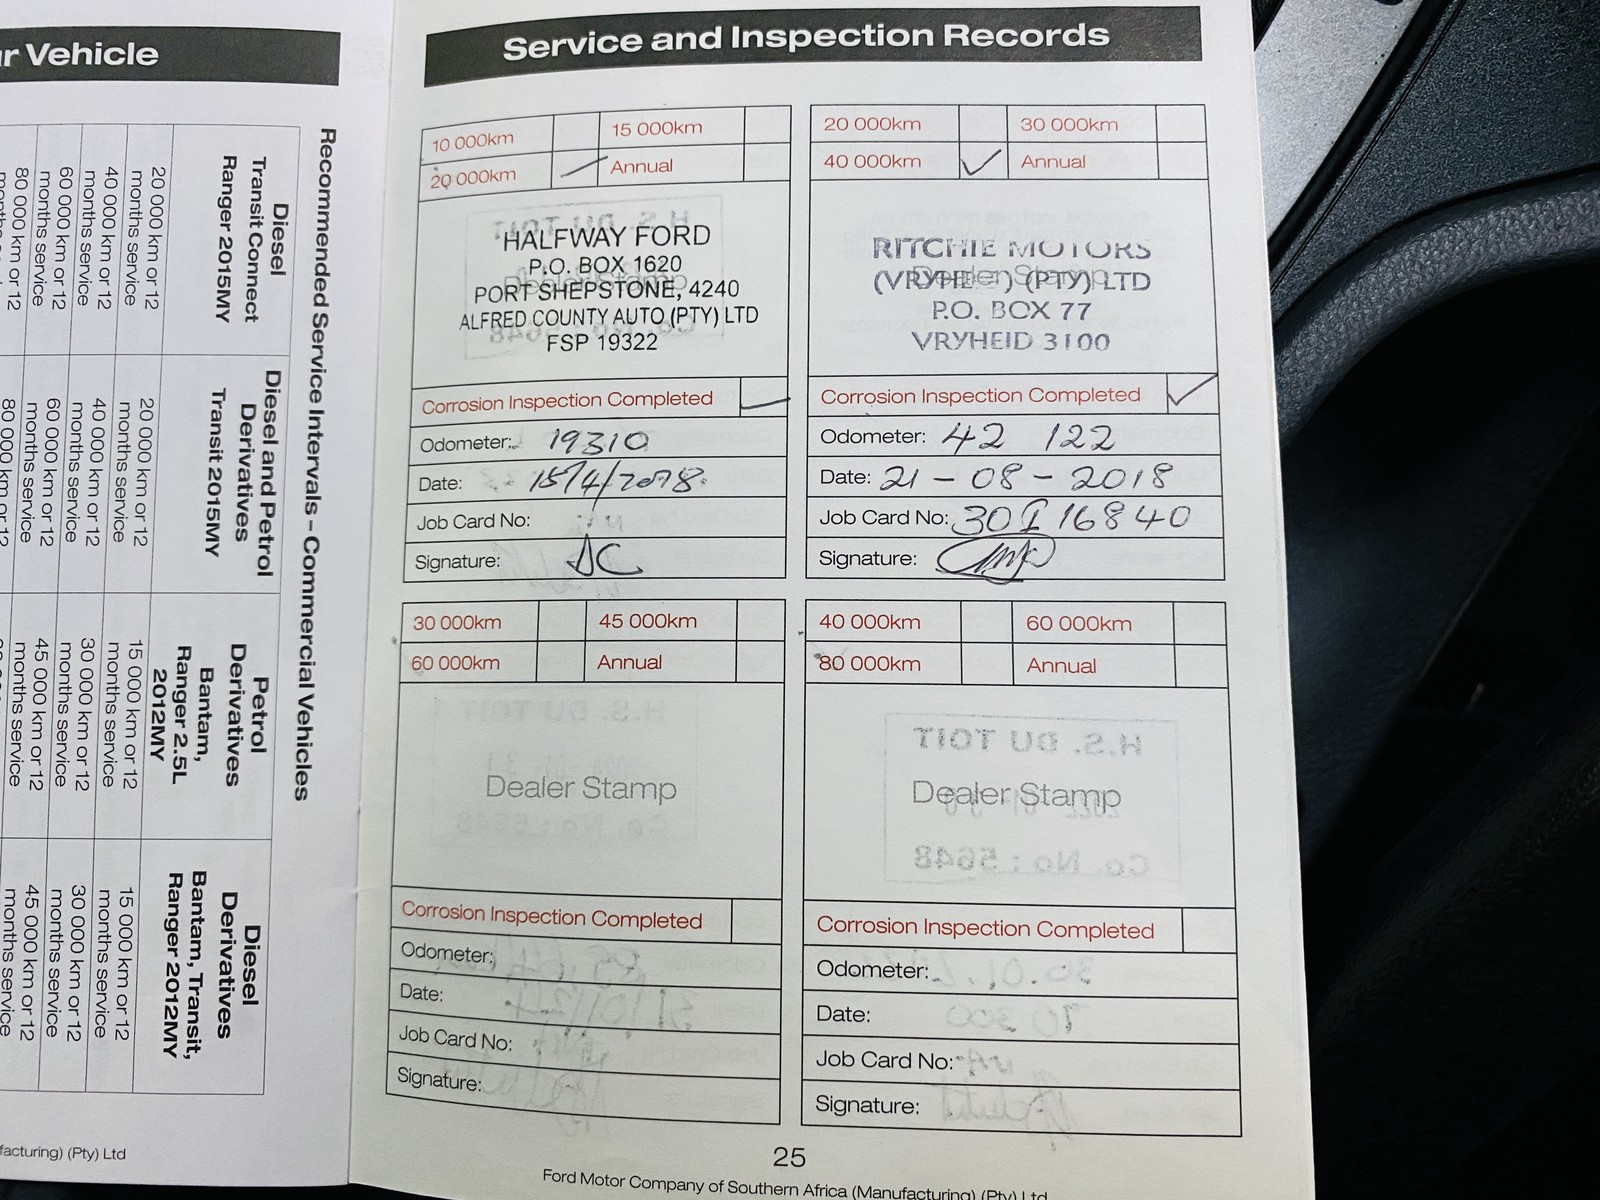 r Vehicle
Recommended Service Intervals - Commercial Vehicles
Diesel
Transit Connect
Ranger 2015MY
20 000 km or 12
months service
40 000 km or 12
months service
60 000 km or 12
months service
80 000 km or 12
Diesel and Petrol
Derivatives
Transit 2015MY
20 000 km or 12
months service
40 000 km or 12
months service
60 000 km or 12
months service
80 000 km or 12
Petrol
Derivatives
Bantam,
Ranger 2.5L
2012MY
15 000 km or 12
months service
30 000 km or 12
months service
45 000 km or 12
months service
Diesel
Derivatives
Bantam, Transit,
Ranger 2012MY
15 000 km or 12
months service
30 000 km or 12
months service
45 000 km or 12
months service
facturing) (Pty) Ltd
Service and Inspection Records
10 000km 15 000km
20 000km Annual
HALFWAY FORD
P.O. BOX 1620
PORT SHEPSTONE, 4240
ALFRED COUNTY AUTO (PTY) LTD
FSP 19322
Corrosion Inspection Completed
Odometer: 19310
Date: 15/4/2018
Job Card No:
Signature: AC
20 000km 30 000km
40 000km Annual
Dealer Stamp
RITCHIE MOTORS
(VRYHEID) (PTY) LTD
P.O. BOX 77
VRYHEID 3100
Corrosion Inspection Completed
Odometer: 42 122
Date: 21 - 08 - 2018
Job Card No: 30I16840
Signature:
30 000km 45 000km
60 000km Annual
Dealer Stamp
Corrosion Inspection Completed
Odometer:
Date:
Job Card No:
Signature:
40 000km 60 000km
80 000km Annual
Dealer Stamp
H.S. DU TOIT
Co. No : 5648
Corrosion Inspection Completed
Odometer:
Date:
Job Card No:
Signature:
25
Ford Motor Company of Southern Africa (Manufacturing) (Pty) Ltd